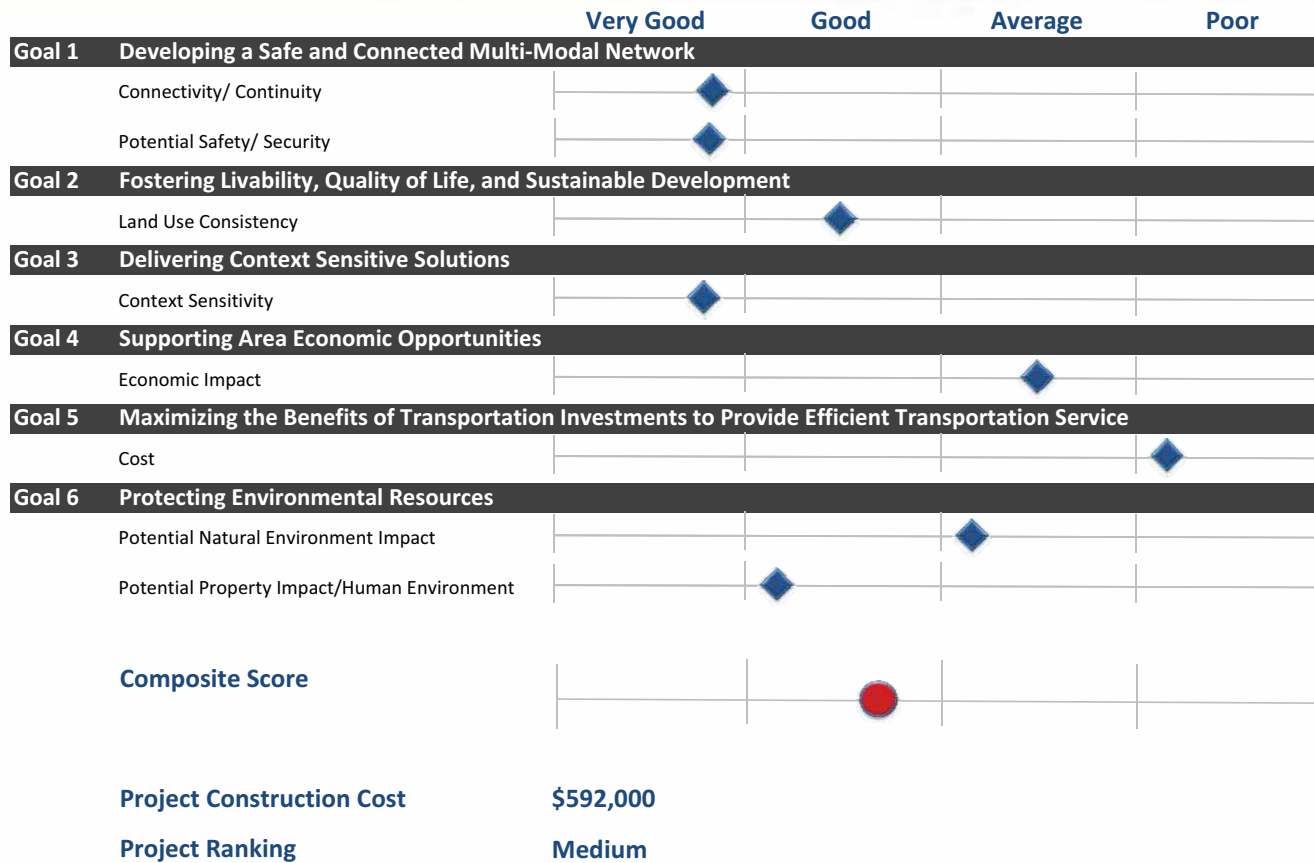 Very Good Good Average Poor
Goal 1 Developing a Safe and Connected Multi-Modal Network
Connectivity/ Continuity
Potential Safety/ Security
Goal 2 Fostering Livability, Quality of Life, and Sustainable Development
Land Use Consistency
Goal 3 Delivering Context Sensitive Solutions
Context Sensitivity
Goal 4 Supporting Area Economic Opportunities
Economic Impact
Goal 5 Maximizing the Benefits of Transportation Investments to Provide Efficient Transportation Service
Cost
Goal 6 Protecting Environmental Resources
Potential Natural Environment Impact
Potential Property Impact/Human Environment
Composite Score
Project Construction Cost $592,000
Project Ranking Medium